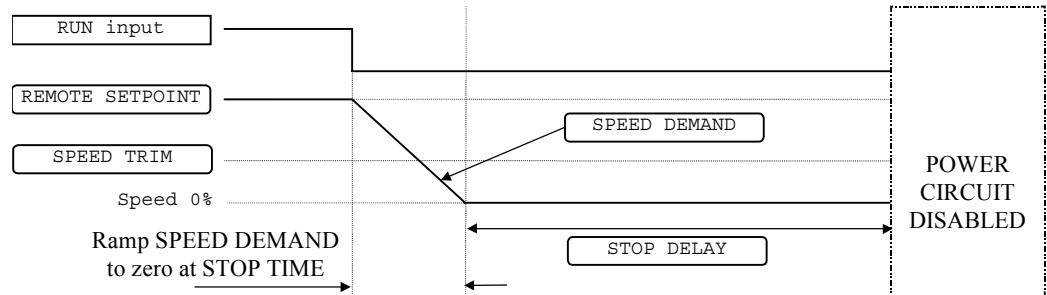 RUN input
REMOTE SETPOINT
SPEED DEMAND
SPEED TRIM
Speed 0%
POWER
CIRCUIT
DISABLED
Ramp SPEED DEMAND
to zero at STOP TIME
STOP DELAY